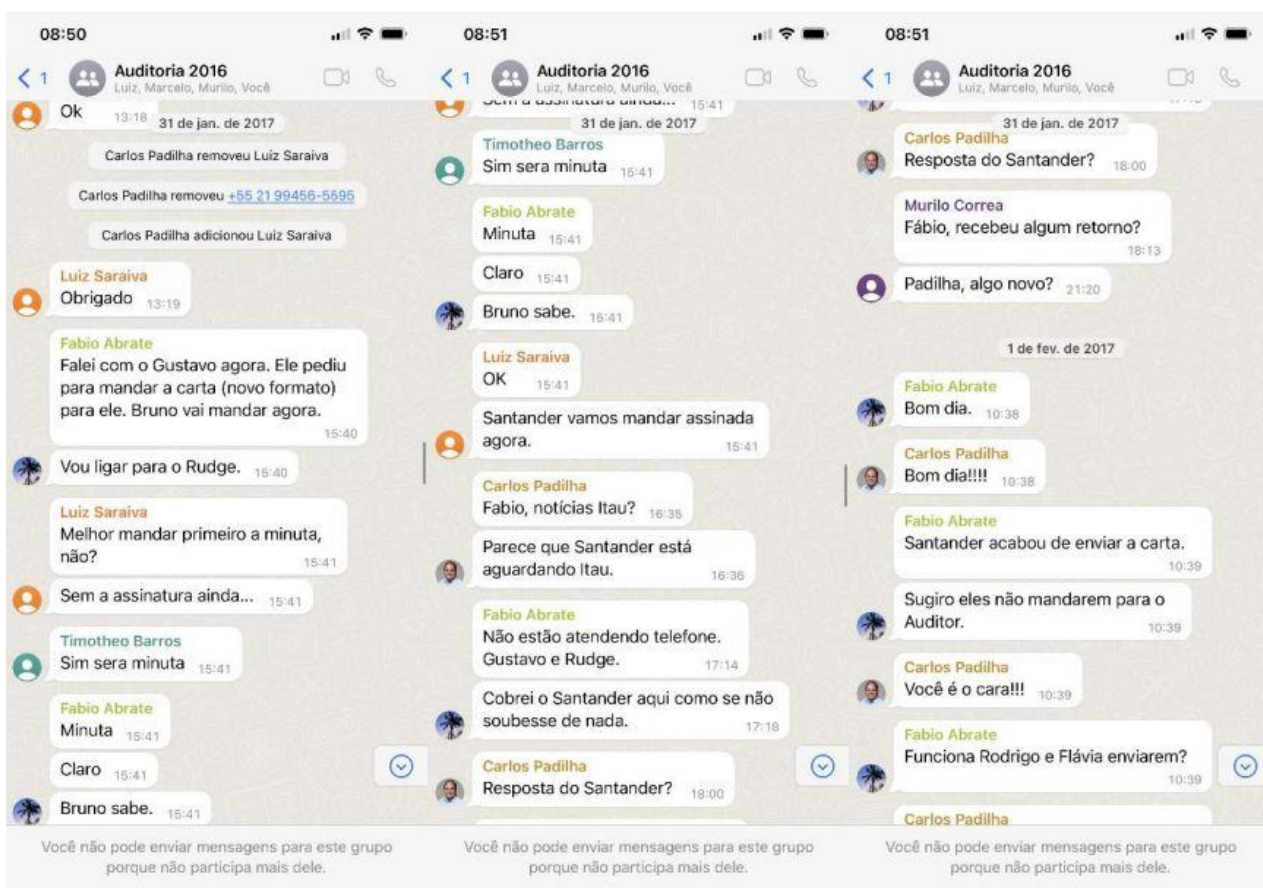 08:50
1
Auditoria 2016
Luiz, Marcelo, Murilo, Você
Ok
13:18
31 de jan. de 2017
Carlos Padilha removeu Luiz Saraiva
Carlos Padilha removeu +55 21 99456-5595
Carlos Padilha adicionou Luiz Saraiva
Luiz Saraiva
Obrigado 13:19
Fabio Abrate
Falei com o Gustavo agora. Ele pediu
para mandar a carta (novo formato)
para ele. Bruno vai mandar agora.
15:40
Vou ligar para o Rudge. 15:40
Luiz Saraiva
Melhor mandar primeiro a minuta,
não? 15:41
Sem a assinatura ainda... 15:41
Timotheo Barros
Sim sera minuta 15:41
Fabio Abrate
Minuta 15:41
Claro 15:41
Bruno sabe. 15:41
Você não pode enviar mensagens para este grupo
porque não participa mais dele.
08:51
1
Auditoria 2016
Luiz, Marcelo, Murilo, Você
Sem a assinatura ainda... 15:41
31 de jan. de 2017
Timotheo Barros
Sim sera minuta 15:41
Fabio Abrate
Minuta 15:41
Claro 15:41
Bruno sabe. 15:41
Luiz Saraiva
OK 15:41
Santander vamos mandar assinada
agora. 15:41
Carlos Padilha
Fabio, notícias Itau? 16:35
Parece que Santander está
aguardando Itau. 16:36
Fabio Abrate
Não estão atendendo telefone.
Gustavo e Rudge. 17:14
Cobrei o Santander aqui como se não
soubesse de nada. 17:18
Carlos Padilha
Resposta do Santander? 18:00
Você não pode enviar mensagens para este grupo
porque não participa mais dele.
08:51
1
Auditoria 2016
Luiz, Marcelo, Murilo, Você
31 de jan. de 2017
Carlos Padilha
Resposta do Santander? 18:00
Murilo Correa
Fábio, recebeu algum retorno?
18:13
Padilha, algo novo? 21:20
1 de fev. de 2017
Fabio Abrate
Bom dia. 10:38
Carlos Padilha
Bom dia!!!! 10:38
Fabio Abrate
Santander acabou de enviar a carta.
10:39
Sugiro eles não mandarem para o
Auditor. 10:39
Carlos Padilha
Você é o cara!!! 10:39
Fabio Abrate
Funciona Rodrigo e Flávia enviarem?
10:39
Carlos Padilha
Você não pode enviar mensagens para este grupo
porque não participa mais dele.